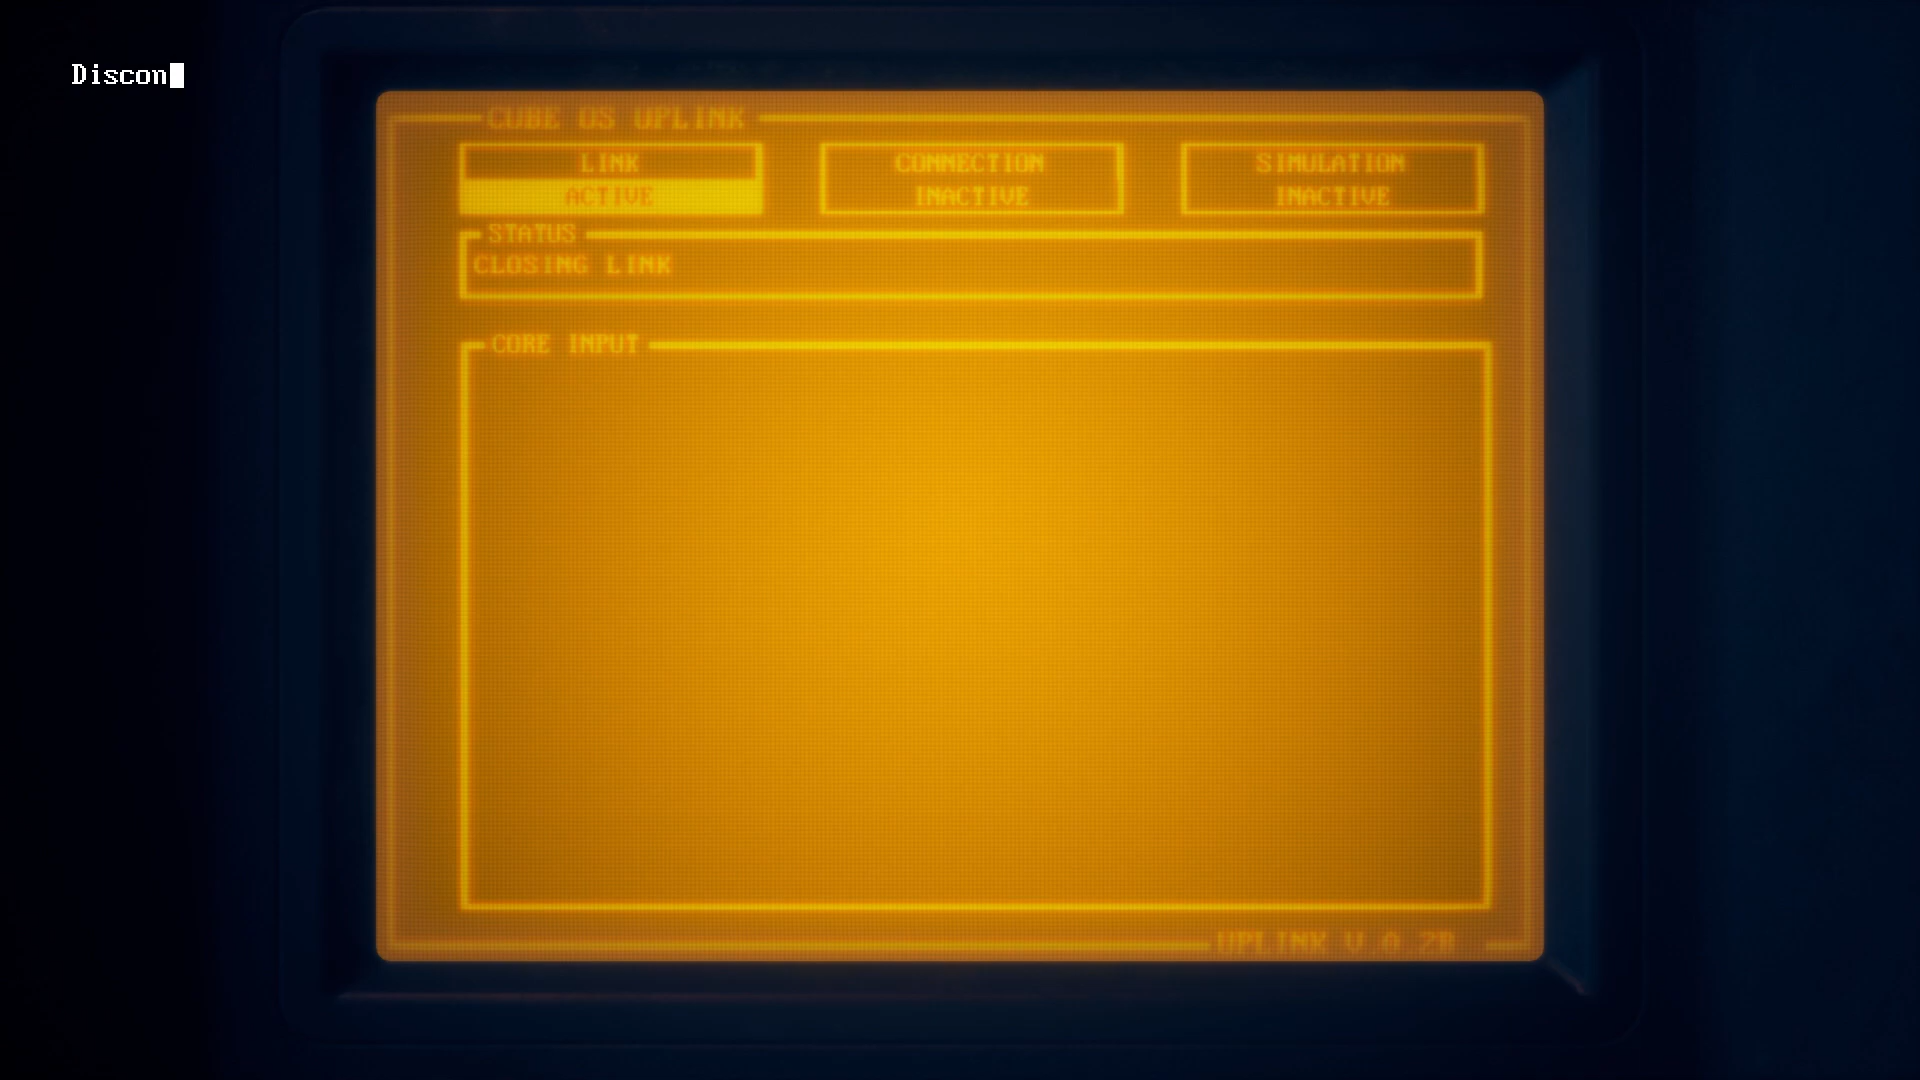 Discon
CUBE OS UPLINK
LINK
ACTIVE
CONNECTION
INACTIVE
SIMULATION
INACTIVE
STATUS
CLOSING LINK
CORE INPUT
UPLINK V.0.2B